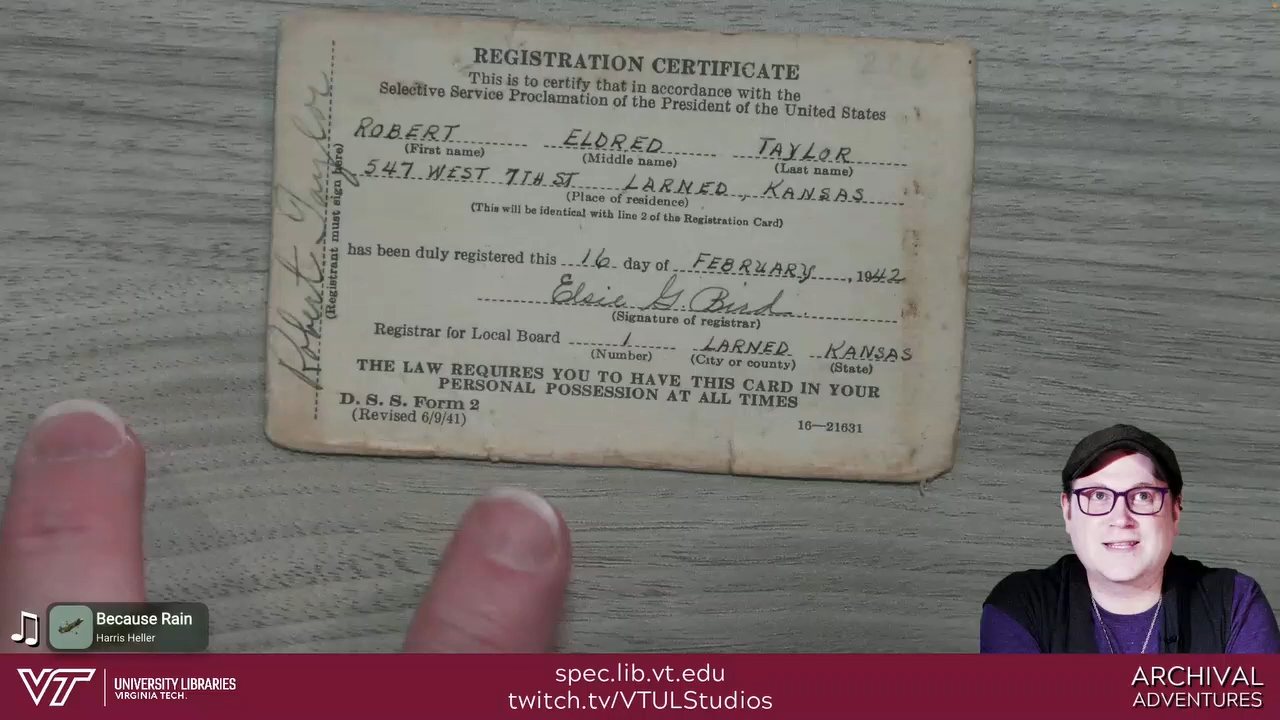 REGISTRATION CERTIFICATE
This is to certify that in accordance with the
Selective Service Proclamation of the President of the United States
ROBERT ELDRED TAYLOR
(First name) (Middle name) (Last name)
547 WEST 7TH ST LARNED, KANSAS
(Place of residence)
(This will be identical with line 2 of the Registration Card)
has been duly registered this 16 day of FEBRUARY, 1942
Elsie G. Bird
(Signature of registrar)
Registrar for Local Board 1 LARNED KANSAS
(Number) (City or county) (State)
THE LAW REQUIRES YOU TO HAVE THIS CARD IN YOUR
PERSONAL POSSESSION AT ALL TIMES
D. S. S. Form 2
(Revised 6/9/41)
16—21631
Robert Taylor
(Registrant must sign here)
Because Rain
Harris Heller
VT UNIVERSITY LIBRARIES
VIRGINIA TECH.
spec.lib.vt.edu
twitch.tv/VTULStudios
ARCHIVAL
ADVENTURES